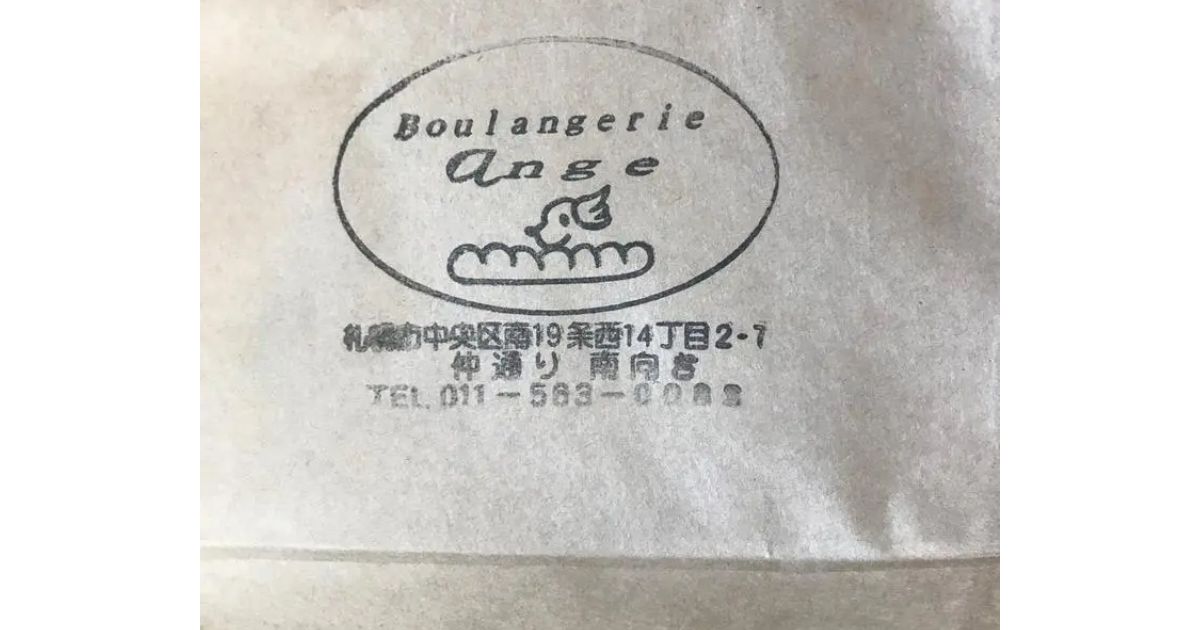 Boulangerie
ange
札幌市中央区南19条西14丁目2-1
仲通り 南向き
TEL. 011-563-